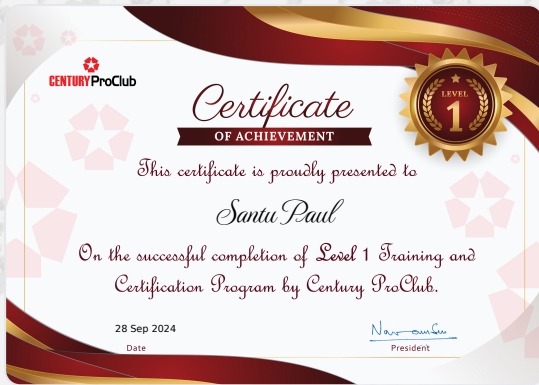 CENTURY ProClub
Certificate
OF ACHIEVEMENT
LEVEL
1
This certificate is proudly presented to
Santu Paul
On the successful completion of Level 1 Training and
Certification Program by Century ProClub.
28 Sep 2024
Date
President